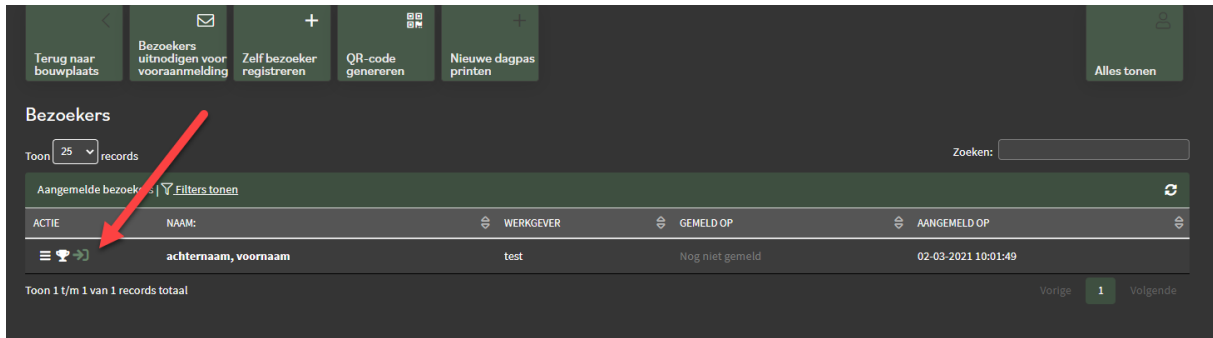 Terug naar
bouwplaats
Bezoekers
uitnodigen voor
vooraanmelding
Zelf bezoeker
registreren
QR-code
genereren
Nieuwe dagpas
printen
Alles tonen
Bezoekers
Toon 25 records
Zoeken:
Aangemelde bezoekers | Filters tonen
ACTIE NAAM: WERKGEVER GEMELD OP AANGEMELD OP
achternaam, voornaam test Nog niet gemeld 02-03-2021 10:01:49
Toon 1 t/m 1 van 1 records totaal
Vorige 1 Volgende